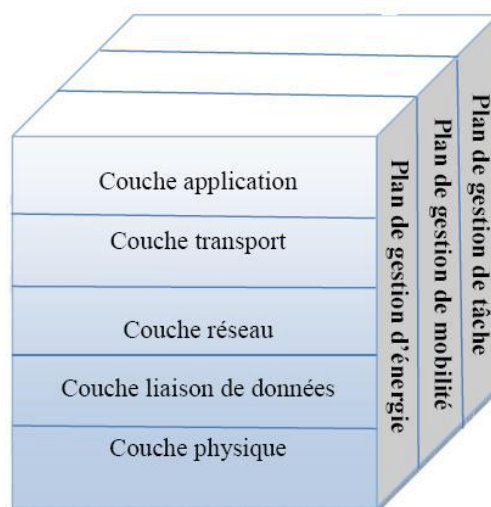 Couche application
Couche transport
Couche réseau
Couche liaison de données
Couche physique
Plan de
gestion d'énergie
Plan de
gestion de mobilité
Plan de
gestion de tâche